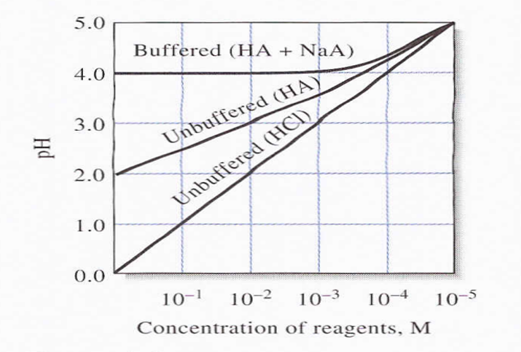 5.0
Buffered (HA + NaA)
4.0
Unbuffered (HA)
3.0
Unbuffered (HCl)
pH
2.0
1.0
0.0
10⁻¹ 10⁻² 10⁻³ 10⁻⁴ 10⁻⁵
Concentration of reagents, M